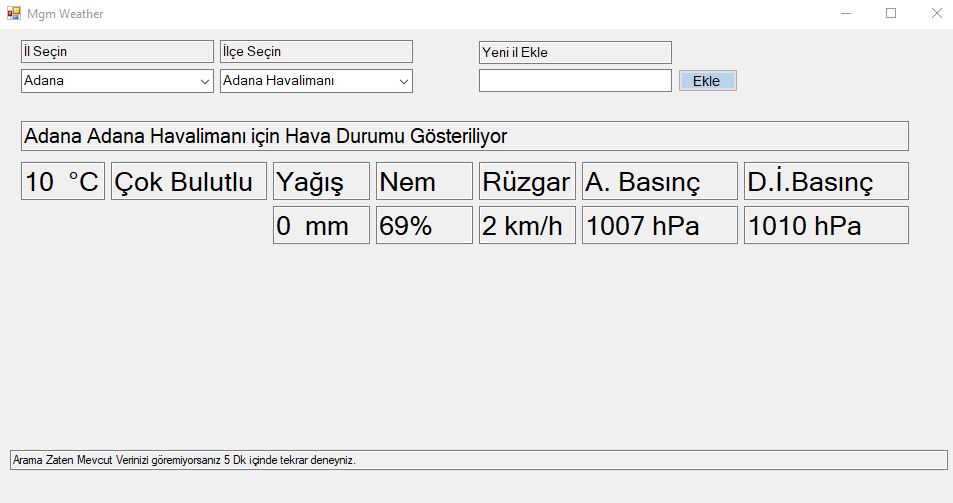 Mgm Weather
İl Seçin İlçe Seçin Yeni il Ekle
Adana Adana Havalimanı Ekle
Adana Adana Havalimanı için Hava Durumu Gösteriliyor
10 °C Çok Bulutlu Yağış Nem Rüzgar A. Basınç D.İ.Basınç
0 mm 69% 2 km/h 1007 hPa 1010 hPa
Arama Zaten Mevcut Verinizi göremiyorsanız 5 Dk içinde tekrar deneyniz.